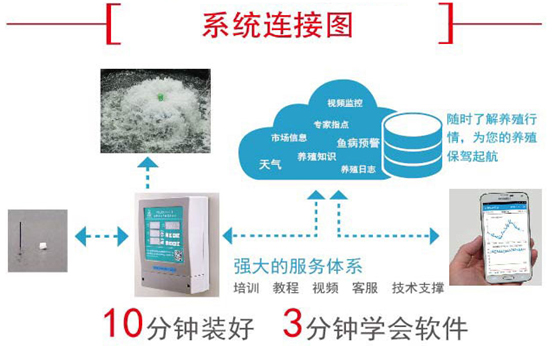 系统连接图
视频监控
专家指点
市场信息
鱼病预警
养殖知识
天气
养殖日志
随时了解养殖行
情，为您的养殖
保驾起航
强大的服务体系
培训 教程 视频 客服 技术支撑
10分钟装好 3分钟学会软件